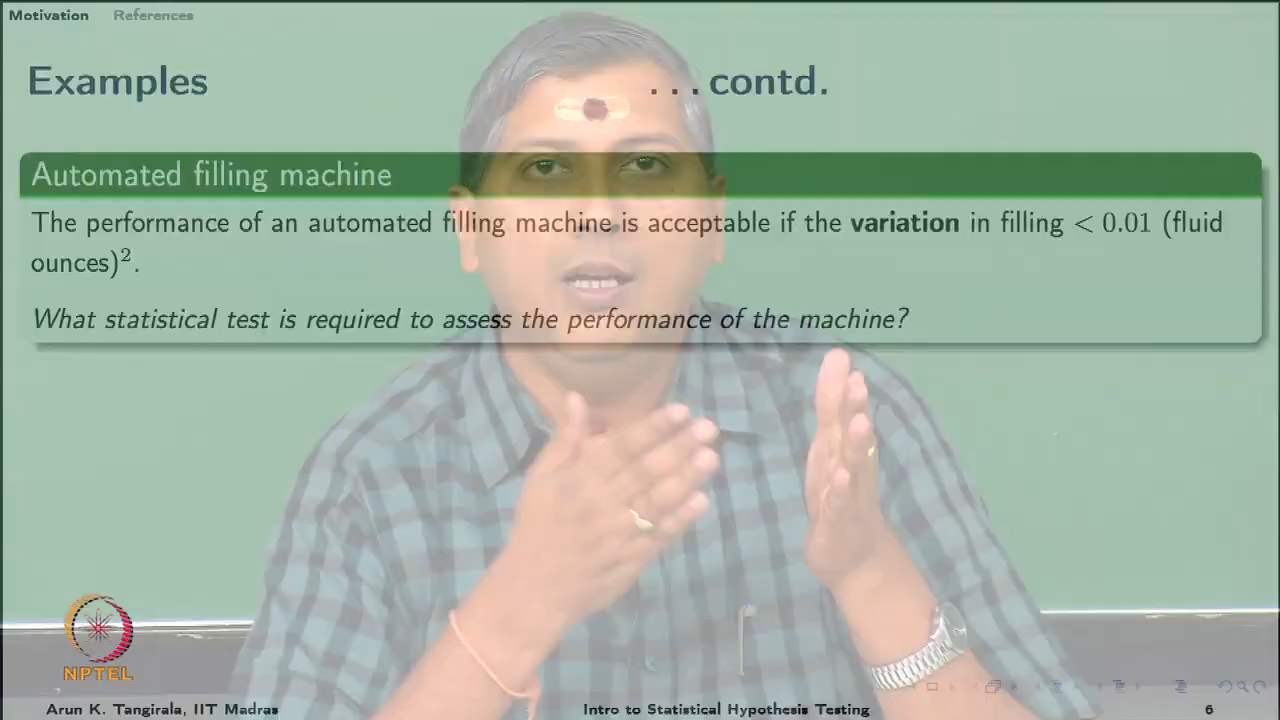 Motivation References
Examples ...contd.
Automated filling machine
The performance of an automated filling machine is acceptable if the variation in filling < 0.01 (fluid
ounces)².
What statistical test is required to assess the performance of the machine?
NPTEL
Arun K. Tangirala, IIT Madras Intro to Statistical Hypothesis Testing 6